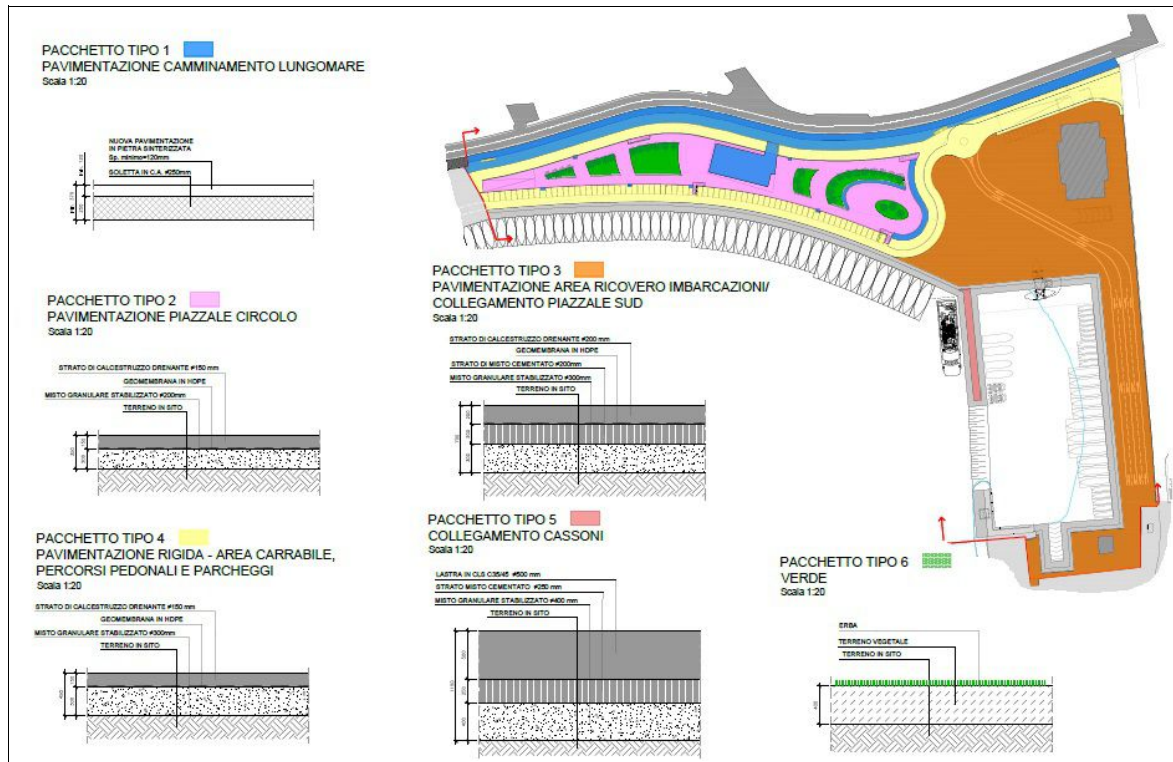 PACCHETTO TIPO 1
PAVIMENTAZIONE CAMMINAMENTO LUNGOMARE
Scala 1:20
NUOVA PAVIMENTAZIONE
IN PIETRA SINTERIZZATA
Sp. minimo=120mm
SOLETTA IN C.A. #250mm
PACCHETTO TIPO 2
PAVIMENTAZIONE PIAZZALE CIRCOLO
Scala 1:20
STRATO DI CALCESTRUZZO DRENANTE #150 mm
GEOMEMBRANA IN HDPE
MISTO GRANULARE STABILIZZATO #200mm
TERRENO IN SITO
PACCHETTO TIPO 3
PAVIMENTAZIONE AREA RICOVERO IMBARCAZIONI/
COLLEGAMENTO PIAZZALE SUD
Scala 1:20
STRATO DI CALCESTRUZZO DRENANTE #200 mm
GEOMEMBRANA IN HDPE
STRATO DI MISTO CEMENTATO #200mm
MISTO GRANULARE STABILIZZATO #300mm
TERRENO IN SITO
PACCHETTO TIPO 4
PAVIMENTAZIONE RIGIDA - AREA CARRABILE,
PERCORSI PEDONALI E PARCHEGGI
Scala 1:20
STRATO DI CALCESTRUZZO DRENANTE #150 mm
GEOMEMBRANA IN HDPE
MISTO GRANULARE STABILIZZATO #300mm
TERRENO IN SITO
PACCHETTO TIPO 5
COLLEGAMENTO CASSONI
Scala 1:20
LASTRA IN CLS C35/45 #500 mm
STRATO MISTO CEMENTATO #250 mm
MISTO GRANULARE STABILIZZATO #400 mm
TERRENO IN SITO
PACCHETTO TIPO 6
VERDE
Scala 1:20
ERBA
TERRENO VEGETALE
TERRENO IN SITO